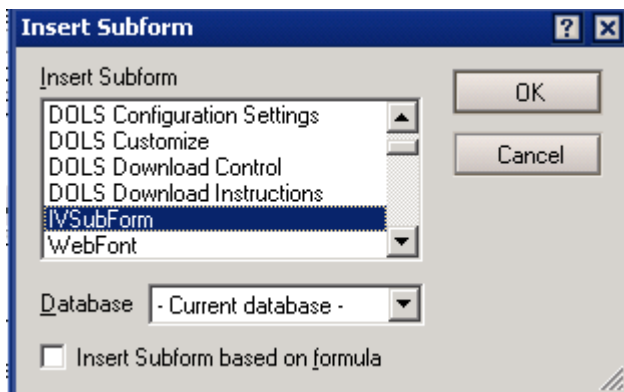 Insert Subform
Insert Subform
DOLS Configuration Settings
DOLS Customize
DOLS Download Control
DOLS Download Instructions
IVSubForm
WebFont
OK
Cancel
Database - Current database -
Insert Subform based on formula